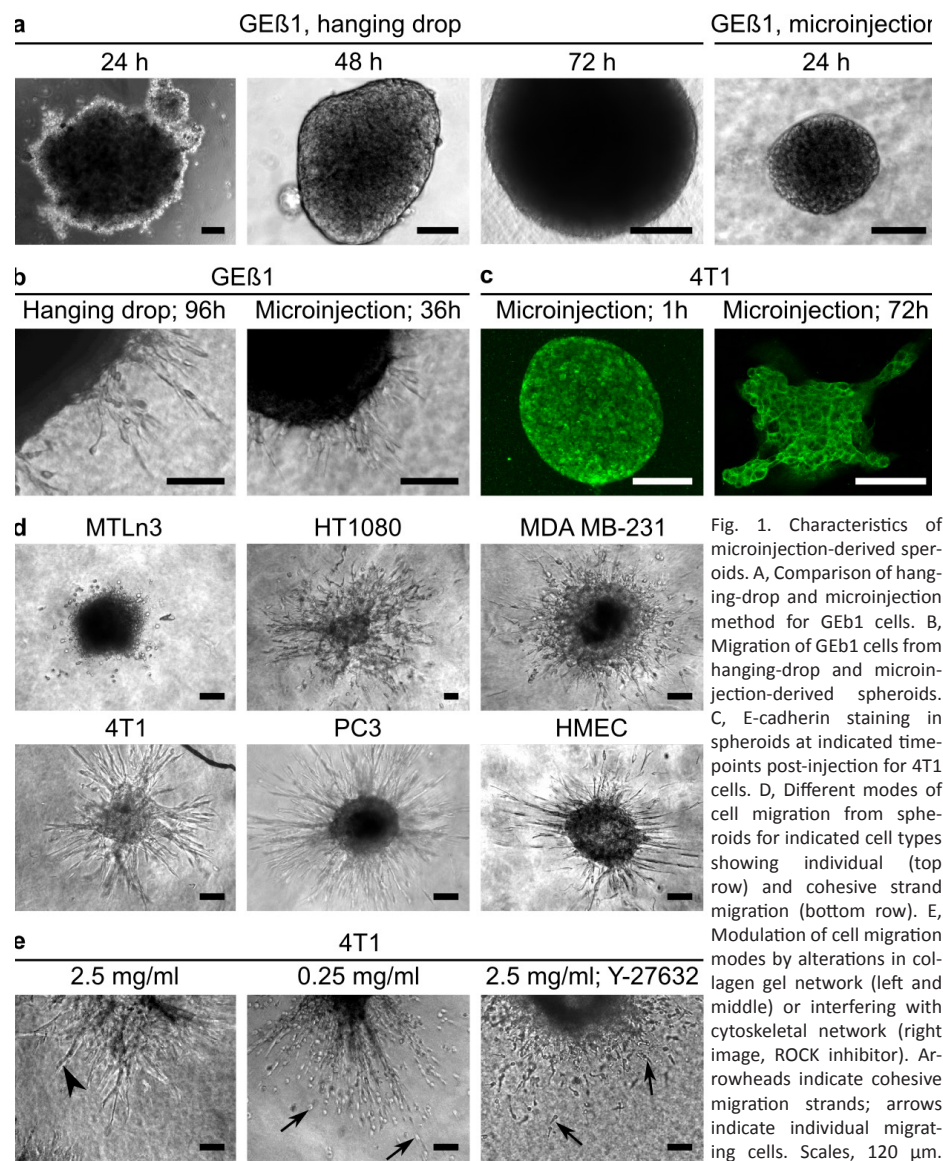 a
GEß1, hanging drop
GEß1, microinjection
24 h
48 h
72 h
24 h
b
GEß1
c
4T1
Hanging drop; 96h
Microinjection; 36h
Microinjection; 1h
Microinjection; 72h
d
MTLn3
HT1080
MDA MB-231
4T1
PC3
HMEC
e
4T1
2.5 mg/ml
0.25 mg/ml
2.5 mg/ml; Y-27632
Fig. 1. Characteristics of
microinjection-derived sper-
oids. A, Comparison of hang-
ing-drop and microinjection
method for GEb1 cells. B,
Migration of GEb1 cells from
hanging-drop and microin-
jection-derived spheroids.
C, E-cadherin staining in
spheroids at indicated time-
points post-injection for 4T1
cells. D, Different modes of
cell migration from sphe-
roids for indicated cell types
showing individual (top
row) and cohesive strand
migration (bottom row). E,
Modulation of cell migration
modes by alterations in col-
lagen gel network (left and
middle) or interfering with
cytoskeletal network (right
image, ROCK inhibitor). Ar-
rowheads indicate cohesive
migration strands; arrows
indicate individual migrat-
ing cells. Scales, 120 µm.